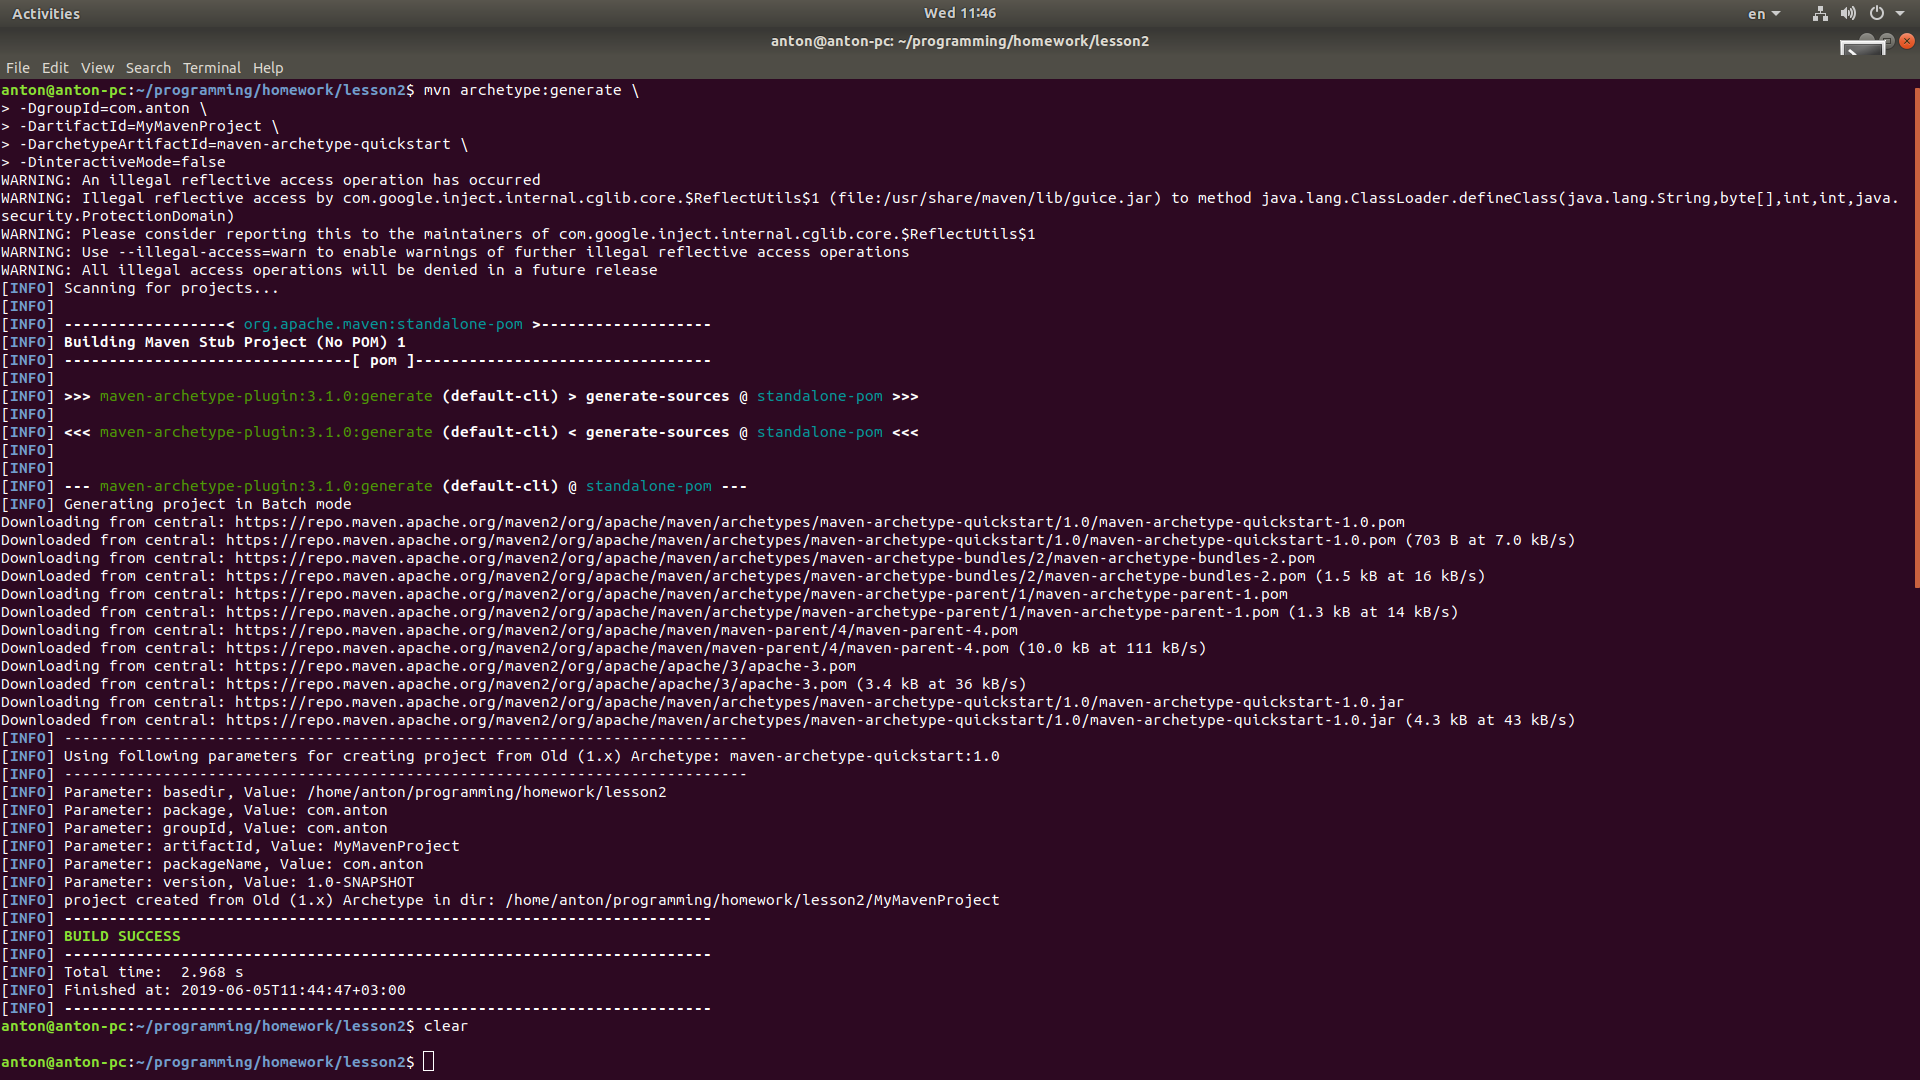 Activities
Wed 11:46
en
anton@anton-pc: ~/programming/homework/lesson2
File Edit View Search Terminal Help
anton@anton-pc:~/programming/homework/lesson2$ mvn archetype:generate \
> -DgroupId=com.anton \
> -DartifactId=MyMavenProject \
> -DarchetypeArtifactId=maven-archetype-quickstart \
> -DinteractiveMode=false
WARNING: An illegal reflective access operation has occurred
WARNING: Illegal reflective access by com.google.inject.internal.cglib.core.$ReflectUtils$1 (file:/usr/share/maven/lib/guice.jar) to method java.lang.ClassLoader.defineClass(java.lang.String,byte[],int,int,java.
security.ProtectionDomain)
WARNING: Please consider reporting this to the maintainers of com.google.inject.internal.cglib.core.$ReflectUtils$1
WARNING: Use --illegal-access=warn to enable warnings of further illegal reflective access operations
WARNING: All illegal access operations will be denied in a future release
[INFO] Scanning for projects...
[INFO]
[INFO] ------------------< org.apache.maven:standalone-pom >-------------------
[INFO] Building Maven Stub Project (No POM) 1
[INFO] --------------------------------[ pom ]---------------------------------
[INFO]
[INFO] >>> maven-archetype-plugin:3.1.0:generate (default-cli) > generate-sources @ standalone-pom >>>
[INFO]
[INFO] <<< maven-archetype-plugin:3.1.0:generate (default-cli) < generate-sources @ standalone-pom <<<
[INFO]
[INFO]
[INFO] --- maven-archetype-plugin:3.1.0:generate (default-cli) @ standalone-pom ---
[INFO] Generating project in Batch mode
Downloading from central: https://repo.maven.apache.org/maven2/org/apache/maven/archetypes/maven-archetype-quickstart/1.0/maven-archetype-quickstart-1.0.pom
Downloaded from central: https://repo.maven.apache.org/maven2/org/apache/maven/archetypes/maven-archetype-quickstart/1.0/maven-archetype-quickstart-1.0.pom (703 B at 7.0 kB/s)
Downloading from central: https://repo.maven.apache.org/maven2/org/apache/maven/archetypes/maven-archetype-bundles/2/maven-archetype-bundles-2.pom
Downloaded from central: https://repo.maven.apache.org/maven2/org/apache/maven/archetypes/maven-archetype-bundles/2/maven-archetype-bundles-2.pom (1.5 kB at 16 kB/s)
Downloading from central: https://repo.maven.apache.org/maven2/org/apache/maven/archetype/maven-archetype-parent/1/maven-archetype-parent-1.pom
Downloaded from central: https://repo.maven.apache.org/maven2/org/apache/maven/archetype/maven-archetype-parent/1/maven-archetype-parent-1.pom (1.3 kB at 14 kB/s)
Downloading from central: https://repo.maven.apache.org/maven2/org/apache/maven/maven-parent/4/maven-parent-4.pom
Downloaded from central: https://repo.maven.apache.org/maven2/org/apache/maven/maven-parent/4/maven-parent-4.pom (10.0 kB at 111 kB/s)
Downloading from central: https://repo.maven.apache.org/maven2/org/apache/apache/3/apache-3.pom
Downloaded from central: https://repo.maven.apache.org/maven2/org/apache/apache/3/apache-3.pom (3.4 kB at 36 kB/s)
Downloading from central: https://repo.maven.apache.org/maven2/org/apache/maven/archetypes/maven-archetype-quickstart/1.0/maven-archetype-quickstart-1.0.jar
Downloaded from central: https://repo.maven.apache.org/maven2/org/apache/maven/archetypes/maven-archetype-quickstart/1.0/maven-archetype-quickstart-1.0.jar (4.3 kB at 43 kB/s)
[INFO] ----------------------------------------------------------------------------
[INFO] Using following parameters for creating project from Old (1.x) Archetype: maven-archetype-quickstart:1.0
[INFO] ----------------------------------------------------------------------------
[INFO] Parameter: basedir, Value: /home/anton/programming/homework/lesson2
[INFO] Parameter: package, Value: com.anton
[INFO] Parameter: groupId, Value: com.anton
[INFO] Parameter: artifactId, Value: MyMavenProject
[INFO] Parameter: packageName, Value: com.anton
[INFO] Parameter: version, Value: 1.0-SNAPSHOT
[INFO] project created from Old (1.x) Archetype in dir: /home/anton/programming/homework/lesson2/MyMavenProject
[INFO] ------------------------------------------------------------------------
[INFO] BUILD SUCCESS
[INFO] ------------------------------------------------------------------------
[INFO] Total time:  2.968 s
[INFO] Finished at: 2019-06-05T11:44:47+03:00
[INFO] ------------------------------------------------------------------------
anton@anton-pc:~/programming/homework/lesson2$ clear
anton@anton-pc:~/programming/homework/lesson2$